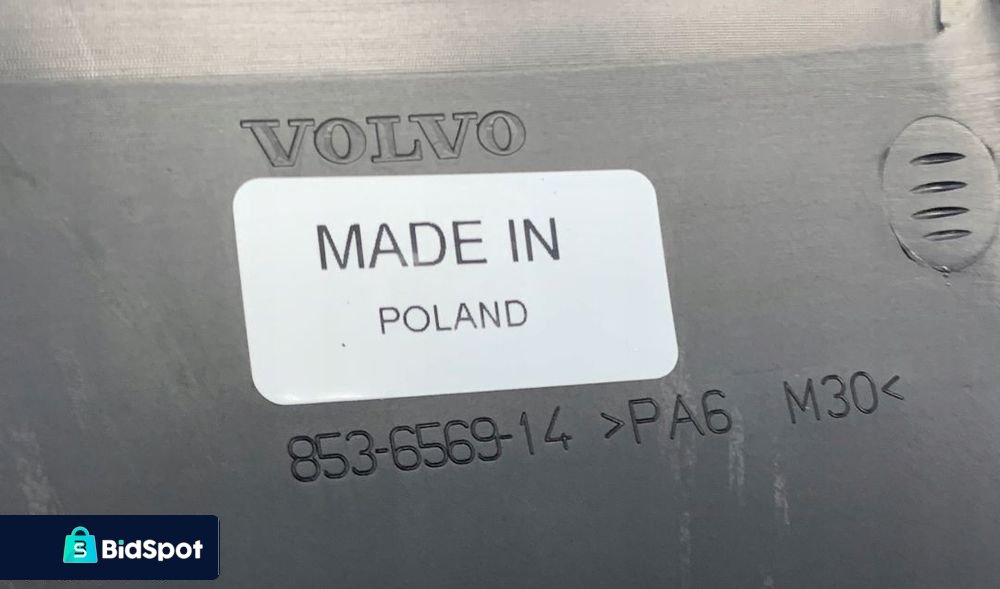 VOLVO
MADE IN
POLAND
853-6569-14 >PA6 M30<
BidSpot